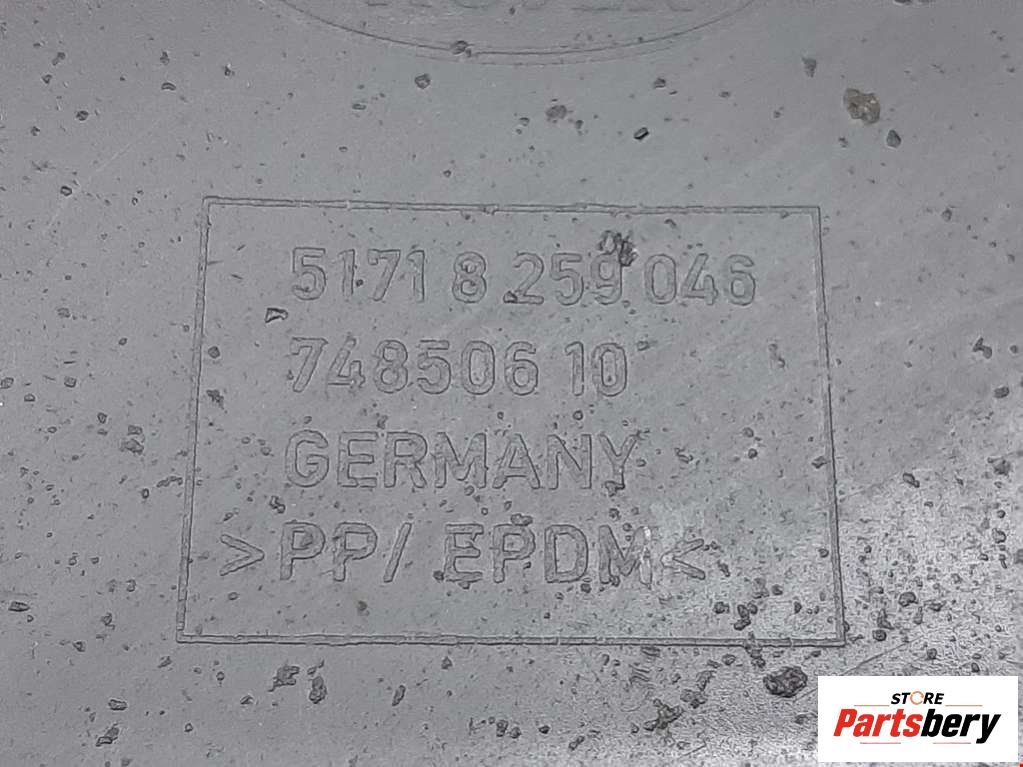 5171 8 259 046
748506 10
GERMANY
>PP/ EPDM<
STORE
Partsbery